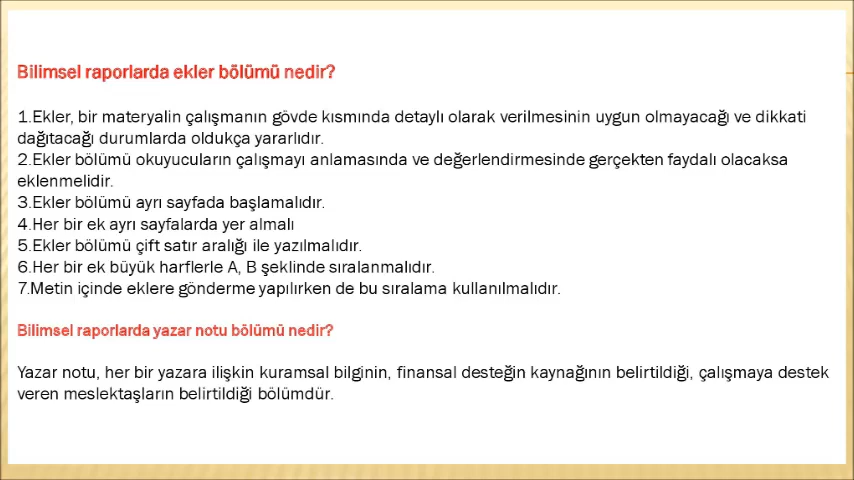 Bilimsel raporlarda ekler bölümü nedir?
1.Ekler, bir materyalin çalışmanın gövde kısmında detaylı olarak verilmesinin uygun olmayacağı ve dikkati
dağıtacağı durumlarda oldukça yararlıdır.
2.Ekler bölümü okuyucuların çalışmayı anlamasında ve değerlendirmesinde gerçekten faydalı olacaksa
eklenmelidir.
3.Ekler bölümü ayrı sayfada başlamalıdır.
4.Her bir ek ayrı sayfalarda yer almalı
5.Ekler bölümü çift satır aralığı ile yazılmalıdır.
6.Her bir ek büyük harflerle A, B şeklinde sıralanmalıdır.
7.Metin içinde eklere gönderme yapılırken de bu sıralama kullanılmalıdır.
Bilimsel raporlarda yazar notu bölümü nedir?
Yazar notu, her bir yazara ilişkin kuramsal bilginin, finansal desteğin kaynağının belirtildiği, çalışmaya destek
veren meslektaşların belirtildiği bölümdür.